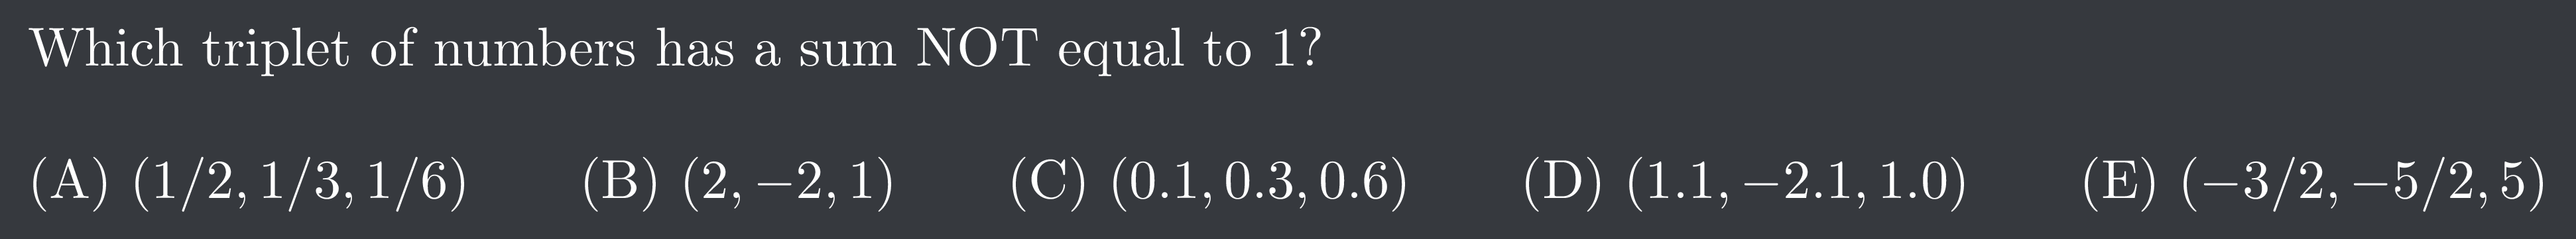 Which triplet of numbers has a sum NOT equal to 1?
(A) (1/2, 1/3, 1/6) (B) (2, −2, 1) (C) (0.1, 0.3, 0.6) (D) (1.1, −2.1, 1.0) (E) (−3/2, −5/2, 5)